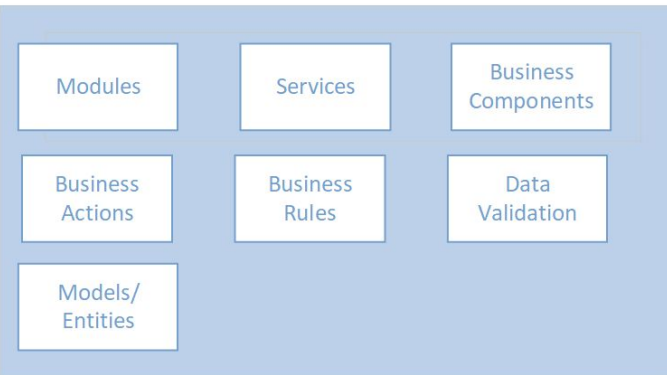 Modules
Services
Business
Components
Business
Actions
Business
Rules
Data
Validation
Models/
Entities